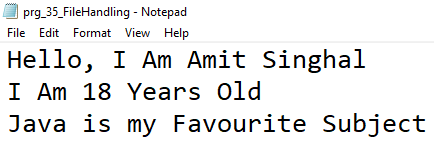 prg_35_FileHandling - Notepad
File Edit Format View Help
Hello, I Am Amit Singhal
I Am 18 Years Old
Java is my Favourite Subject